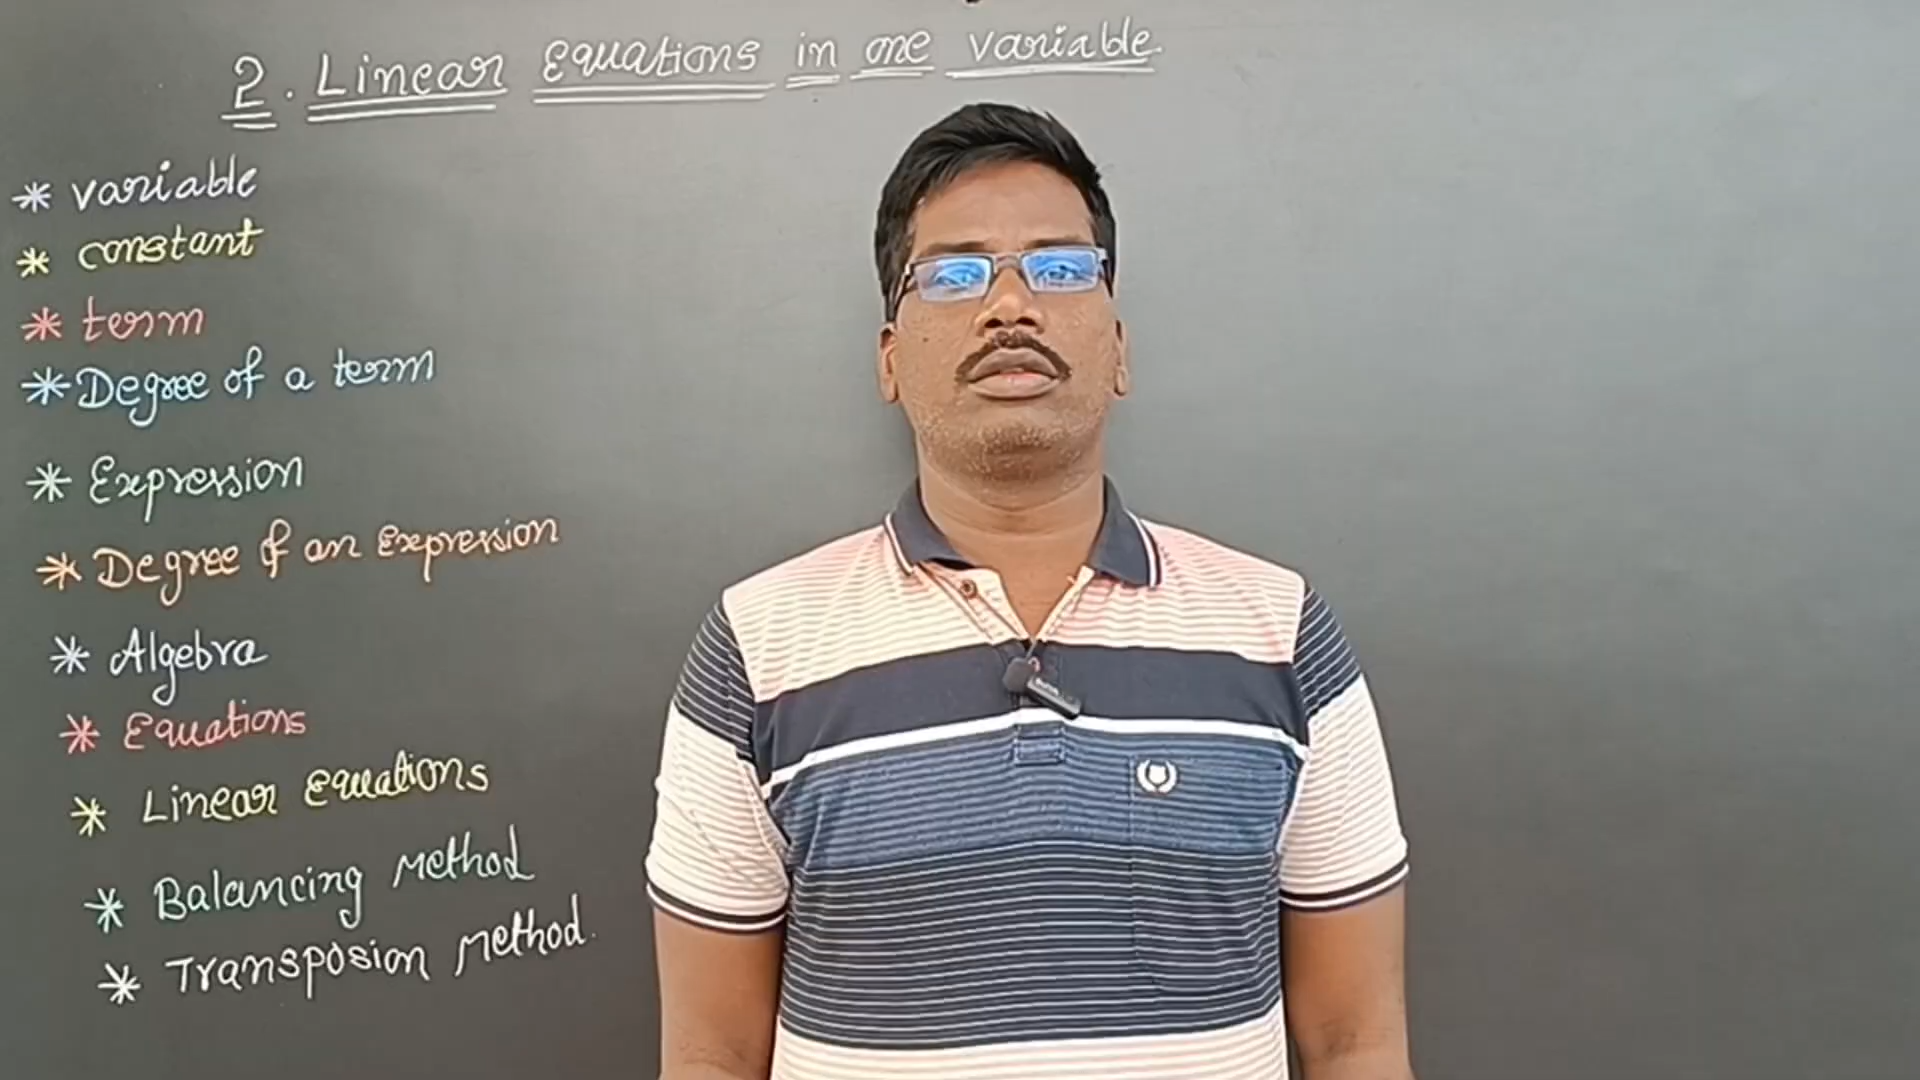 2. Linear Equations in one variable.
* variable
* constant
* term
* Degree of a term
* Expression
* Degree of an Expression
* Algebra
* Equations
* Linear Equations
* Balancing Method
* Transposion Method.